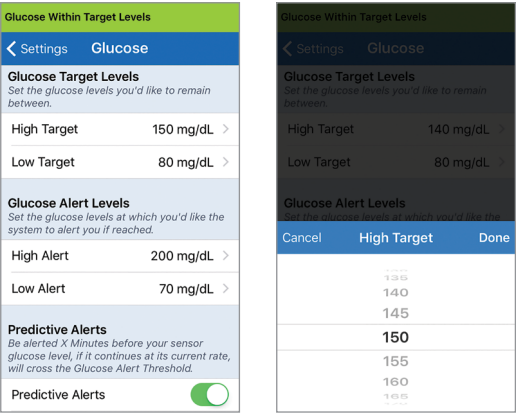 Glucose Within Target Levels
Settings Glucose
Glucose Target Levels
Set the glucose levels you'd like to remain
between.
High Target 150 mg/dL
Low Target 80 mg/dL
Glucose Alert Levels
Set the glucose levels at which you'd like the
system to alert you if reached.
High Alert 200 mg/dL
Low Alert 70 mg/dL
Predictive Alerts
Be alerted X Minutes before your sensor
glucose level, if it continues at its current rate,
will cross the Glucose Alert Threshold.
Predictive Alerts
Glucose Within Target Levels
Settings Glucose
Glucose Target Levels
Set the glucose levels you'd like to remain
between.
High Target 140 mg/dL
Low Target 80 mg/dL
Glucose Alert Levels
Set the glucose levels at which you'd like the
Cancel High Target Done
135
140
145
150
155
160
165